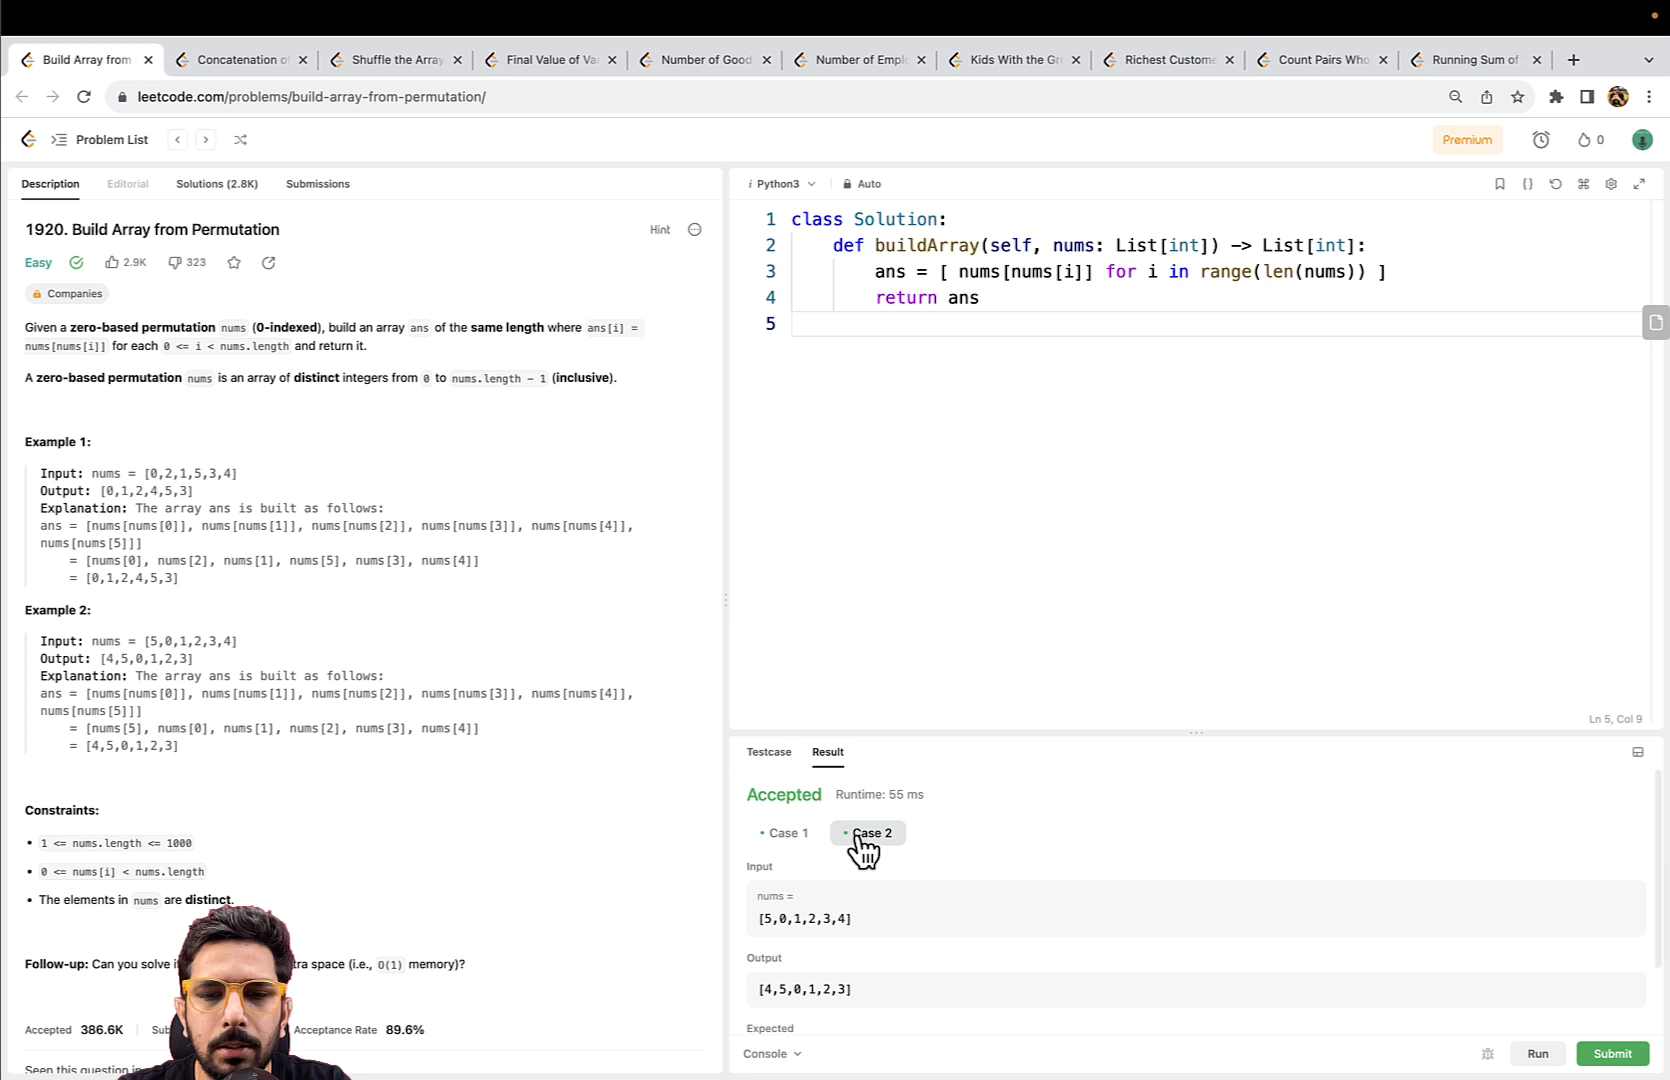 Build Array from
Concatenation o
Shuffle the Array
Final Value of Va
Number of Good
Number of Emplo
Kids With the Gre
Richest Custome
Count Pairs Who
Running Sum of
leetcode.com/problems/build-array-from-permutation/
Problem List
Premium
0
Description
Editorial
Solutions (2.8K)
Submissions
1920. Build Array from Permutation
Hint
Easy
2.9K
323
Companies
Given a zero-based permutation nums (0-indexed), build an array ans of the same length where ans[i] =
nums[nums[i]] for each 0 <= i < nums.length and return it.
A zero-based permutation nums is an array of distinct integers from 0 to nums.length - 1 (inclusive).
Example 1:
Input: nums = [0,2,1,5,3,4]
Output: [0,1,2,4,5,3]
Explanation: The array ans is built as follows:
ans = [nums[nums[0]], nums[nums[1]], nums[nums[2]], nums[nums[3]], nums[nums[4]],
nums[nums[5]]]
= [nums[0], nums[2], nums[1], nums[5], nums[3], nums[4]]
= [0,1,2,4,5,3]
Example 2:
Input: nums = [5,0,1,2,3,4]
Output: [4,5,0,1,2,3]
Explanation: The array ans is built as follows:
ans = [nums[nums[0]], nums[nums[1]], nums[nums[2]], nums[nums[3]], nums[nums[4]],
nums[nums[5]]]
= [nums[5], nums[0], nums[1], nums[2], nums[3], nums[4]]
= [4,5,0,1,2,3]
Constraints:
• 1 <= nums.length <= 1000
• 0 <= nums[i] < nums.length
• The elements in nums are distinct.
Follow-up: Can you solve i tra space (i.e., O(1) memory)?
Accepted 386.6K Sub Acceptance Rate 89.6%
Seen this question in
i Python3
Auto
1 class Solution:
2 def buildArray(self, nums: List[int]) -> List[int]:
3 ans = [ nums[nums[i]] for i in range(len(nums)) ]
4 return ans
5
Ln 5, Col 9
Testcase
Result
Accepted Runtime: 55 ms
• Case 1
• Case 2
Input
nums =
[5,0,1,2,3,4]
Output
[4,5,0,1,2,3]
Expected
Console
Run
Submit